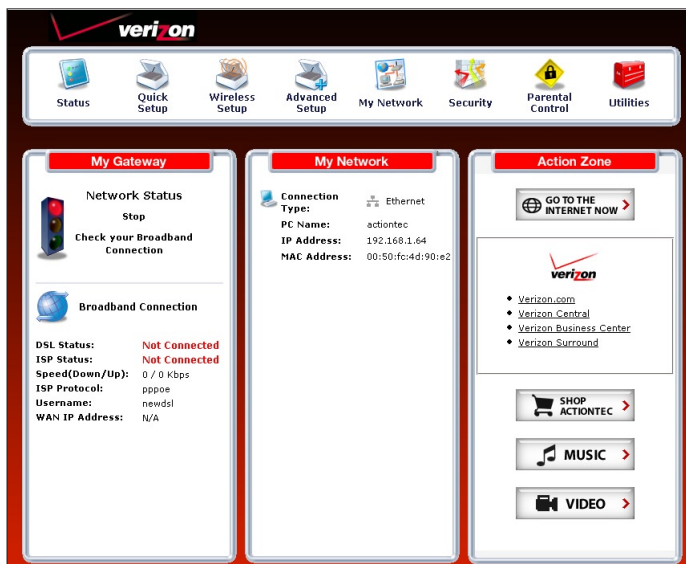 verizon
Status
Quick
Setup
Wireless
Setup
Advanced
Setup
My Network
Security
Parental
Control
Utilities
My Gateway
Network Status
Stop
Check your Broadband
Connection
Broadband Connection
DSL Status: Not Connected
ISP Status: Not Connected
Speed(Down/Up): 0 / 0 Kbps
ISP Protocol: pppoe
Username: newdsl
WAN IP Address: N/A
My Network
Connection
Type: Ethernet
PC Name: actiontec
IP Address: 192.168.1.64
MAC Address: 00:50:fc:4d:90:e2
Action Zone
GO TO THE
INTERNET NOW
verizon
Verizon.com
Verizon Central
Verizon Business Center
Verizon Surround
SHOP
ACTIONTEC
MUSIC
VIDEO